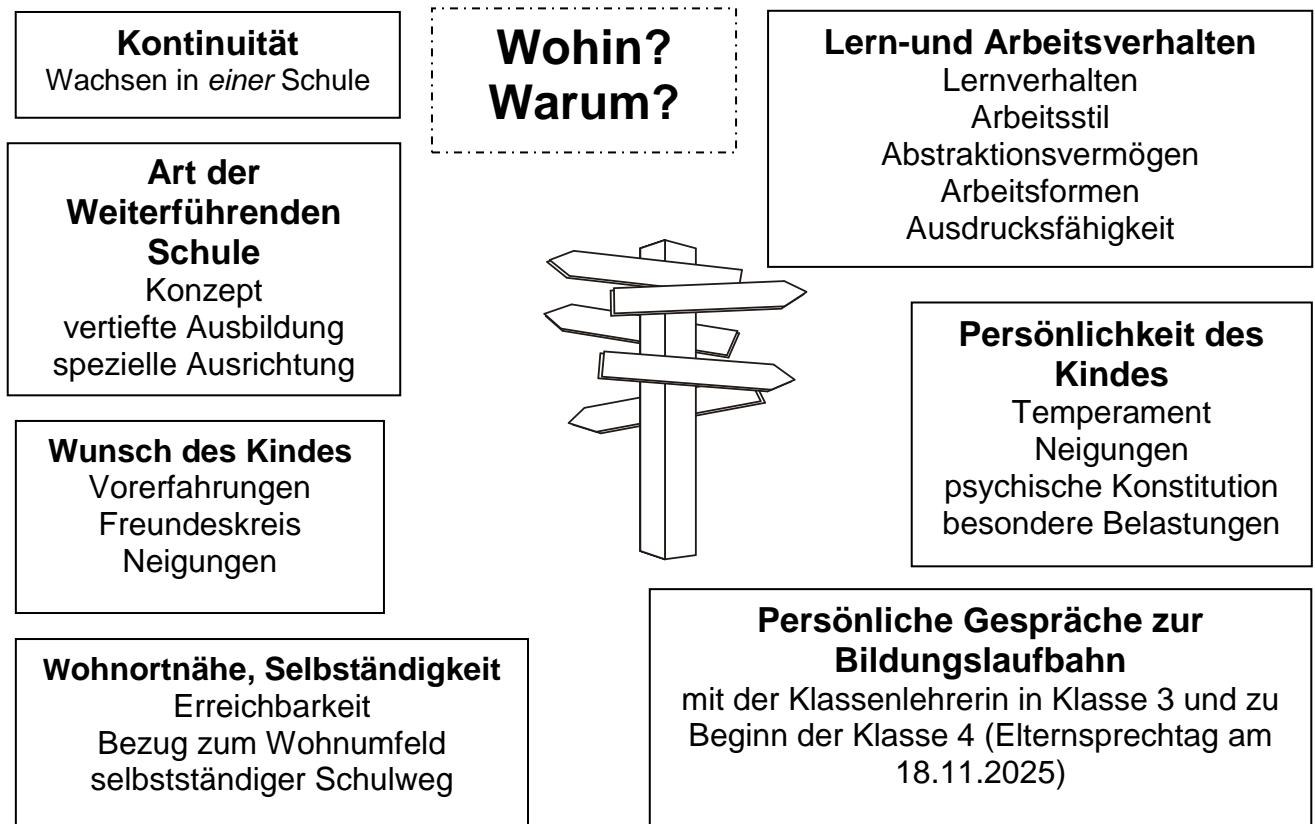 Kontinuität
Wachsen in einer Schule
Wohin?
Warum?
Lern-und Arbeitsverhalten
Lernverhalten
Arbeitsstil
Abstraktionsvermögen
Arbeitsformen
Ausdrucksfähigkeit
Art der
Weiterführenden
Schule
Konzept
vertiefte Ausbildung
spezielle Ausrichtung
Persönlichkeit des
Kindes
Temperament
Neigungen
psychische Konstitution
besondere Belastungen
Wunsch des Kindes
Vorerfahrungen
Freundeskreis
Neigungen
Wohnortnähe, Selbständigkeit
Erreichbarkeit
Bezug zum Wohnumfeld
selbstständiger Schulweg
Persönliche Gespräche zur
Bildungslaufbahn
mit der Klassenlehrerin in Klasse 3 und zu
Beginn der Klasse 4 (Elternsprechtag am
18.11.2025)